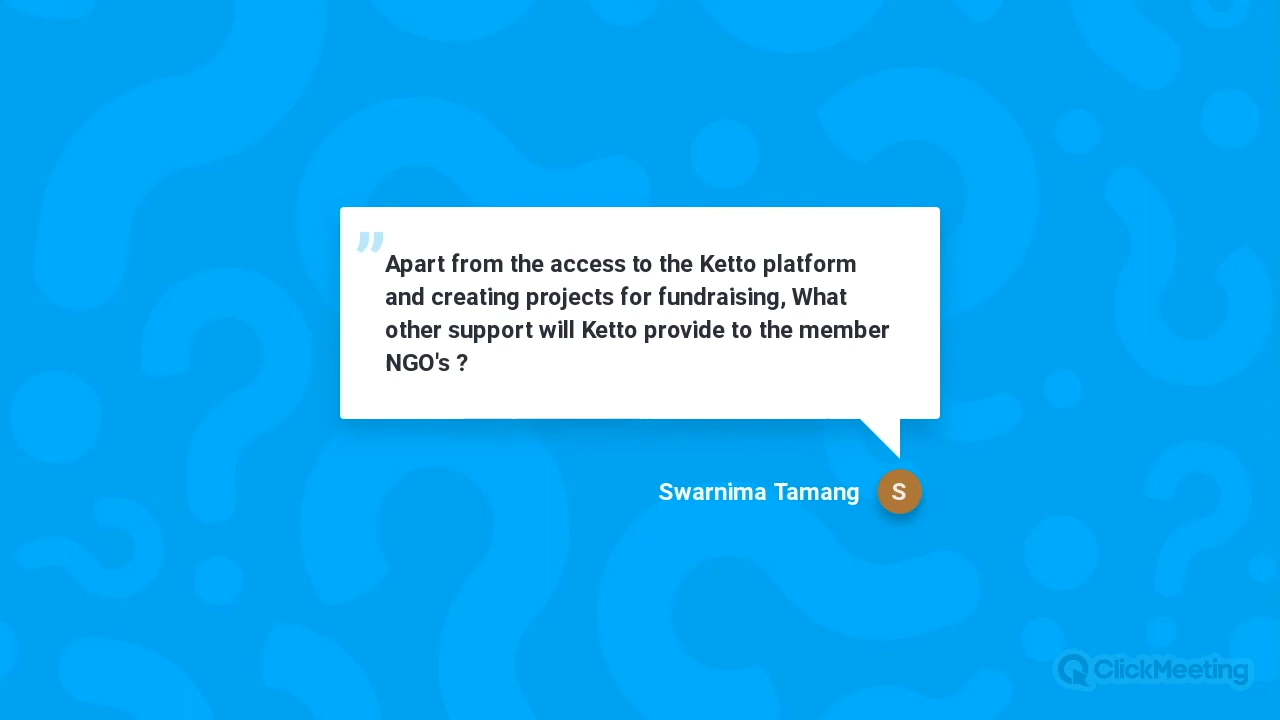 ”
Apart from the access to the Ketto platform
and creating projects for fundraising, What
other support will Ketto provide to the member
NGO's ?
Swarnima Tamang S
ClickMeeting